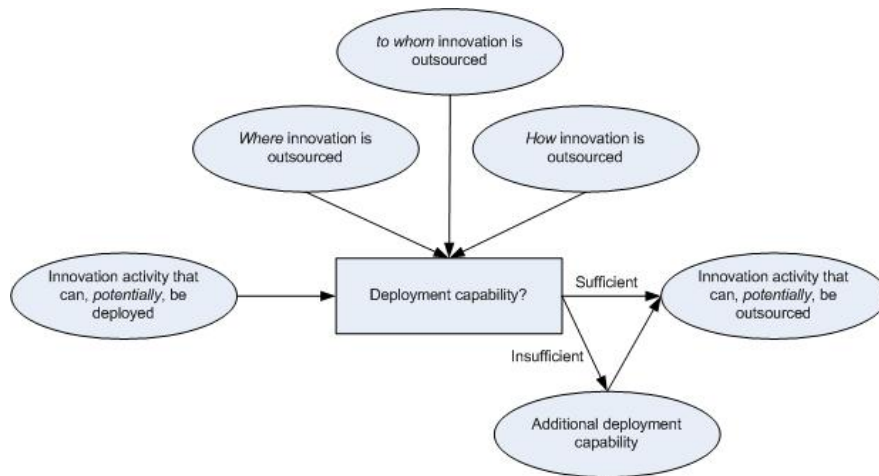 to whom innovation is
outsourced
Where innovation is
outsourced
How innovation is
outsourced
Innovation activity that
can, potentially, be
deployed
Deployment capability?
Sufficient
Innovation activity that
can, potentially, be
outsourced
Insufficient
Additional deployment
capability